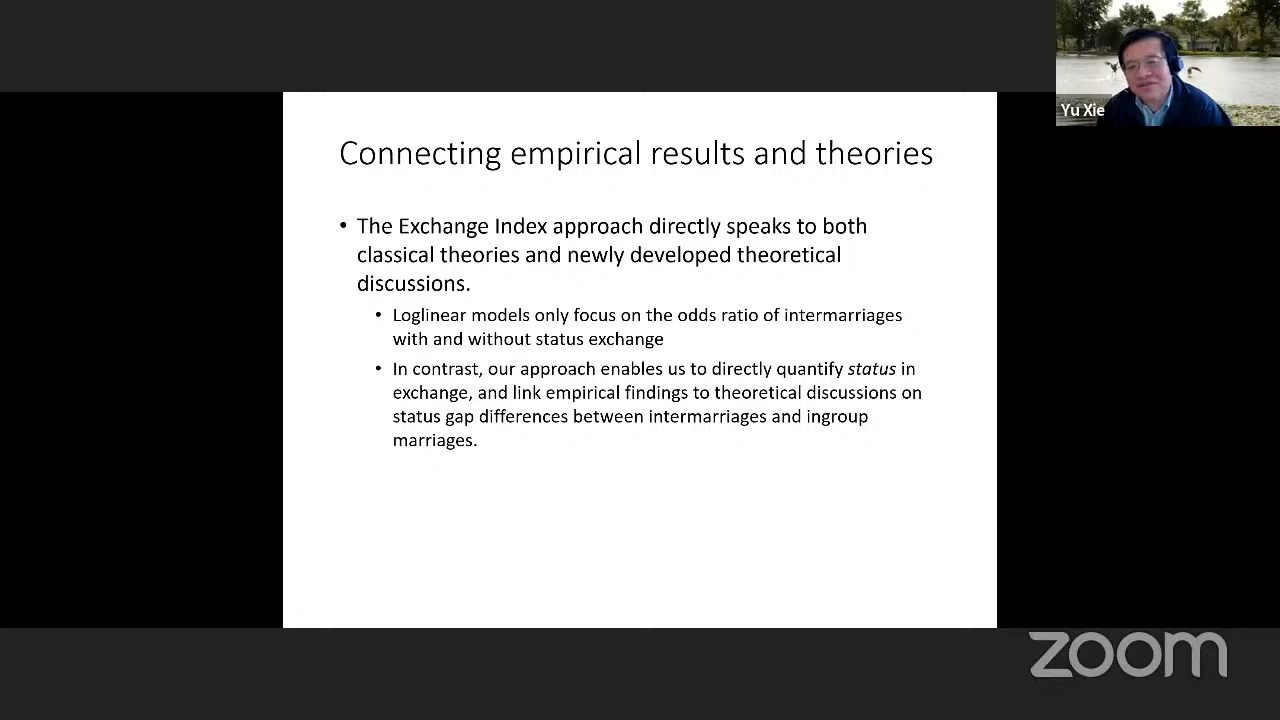 Yu Xie
Connecting empirical results and theories
• The Exchange Index approach directly speaks to both
classical theories and newly developed theoretical
discussions.
• Loglinear models only focus on the odds ratio of intermarriages
with and without status exchange
• In contrast, our approach enables us to directly quantify status in
exchange, and link empirical findings to theoretical discussions on
status gap differences between intermarriages and ingroup
marriages.
zoom